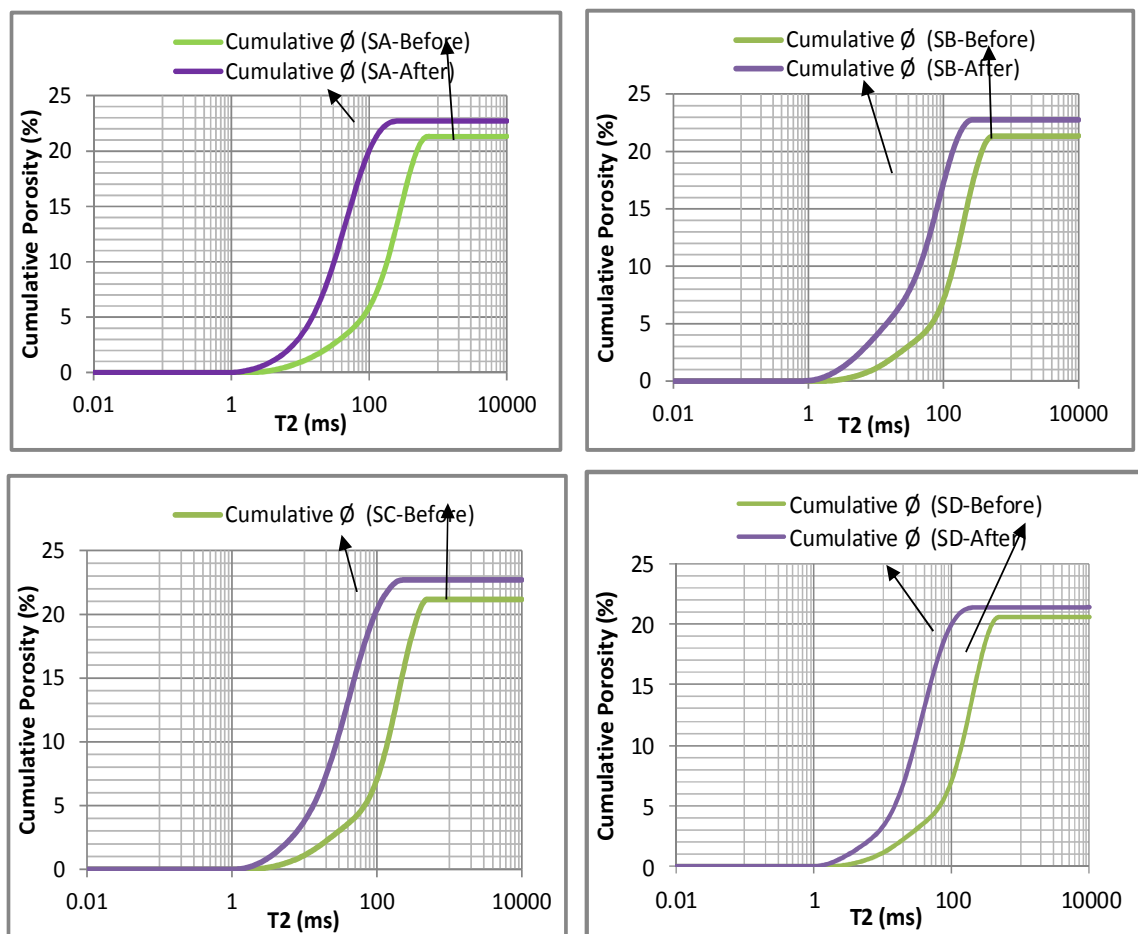 Cumulative Ø (SA-Before)
Cumulative Ø (SA-After)
Cumulative Porosity (%)
25
20
15
10
5
0
0.01 1 100 10000
T2 (ms)
Cumulative Ø (SB-Before)
Cumulative Ø (SB-After)
Cumulative Porosity (%)
25
20
15
10
5
0
0.01 1 100 10000
T2 (ms)
Cumulative Ø (SC-Before)
Cumulative Porosity (%)
25
20
15
10
5
0
0.01 1 100 10000
T2 (ms)
Cumulative Ø (SD-Before)
Cumulative Ø (SD-After)
Cumulative Porosity (%)
25
20
15
10
5
0
0.01 1 100 10000
T2 (ms)